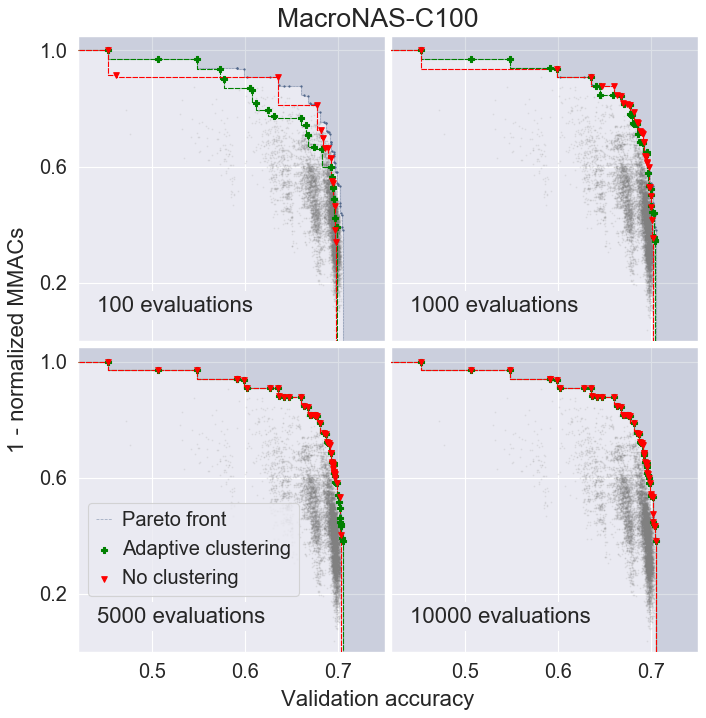 MacroNAS-C100
1 - normalized MMACs
1.0
0.6
0.2
100 evaluations
1000 evaluations
1.0
0.6
0.2
Pareto front
Adaptive clustering
No clustering
5000 evaluations
10000 evaluations
0.5
0.6
0.7
0.5
0.6
0.7
Validation accuracy